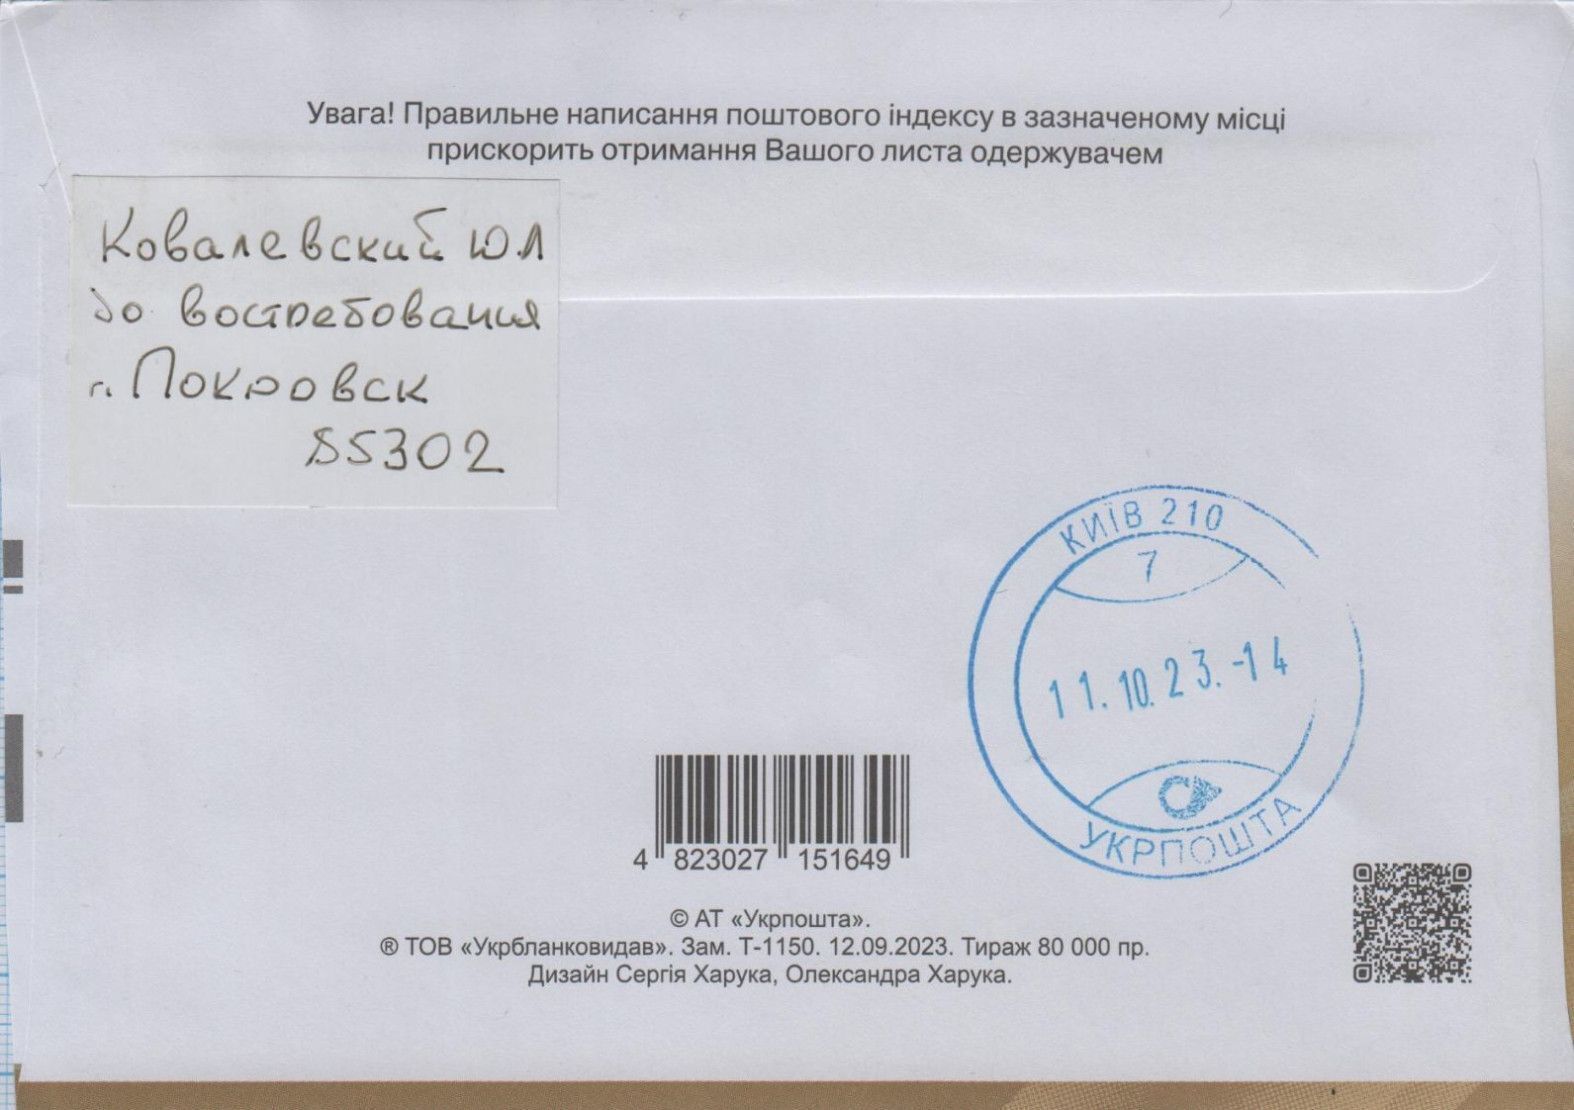 Увага! Правильне написання поштового індексу в зазначеному місці
прискорить отримання Вашого листа одержувачем
Ковалевский ЮЛ
до востребования
г. Покровск
85302
КИЇВ 210
7
11.10.23.-14
УКРПОШТА
4 823027 151649
© АТ «Укрпошта».
® ТОВ «Укрбланковидав». Зам. Т-1150. 12.09.2023. Тираж 80 000 пр.
Дизайн Сергія Харука, Олександра Харука.